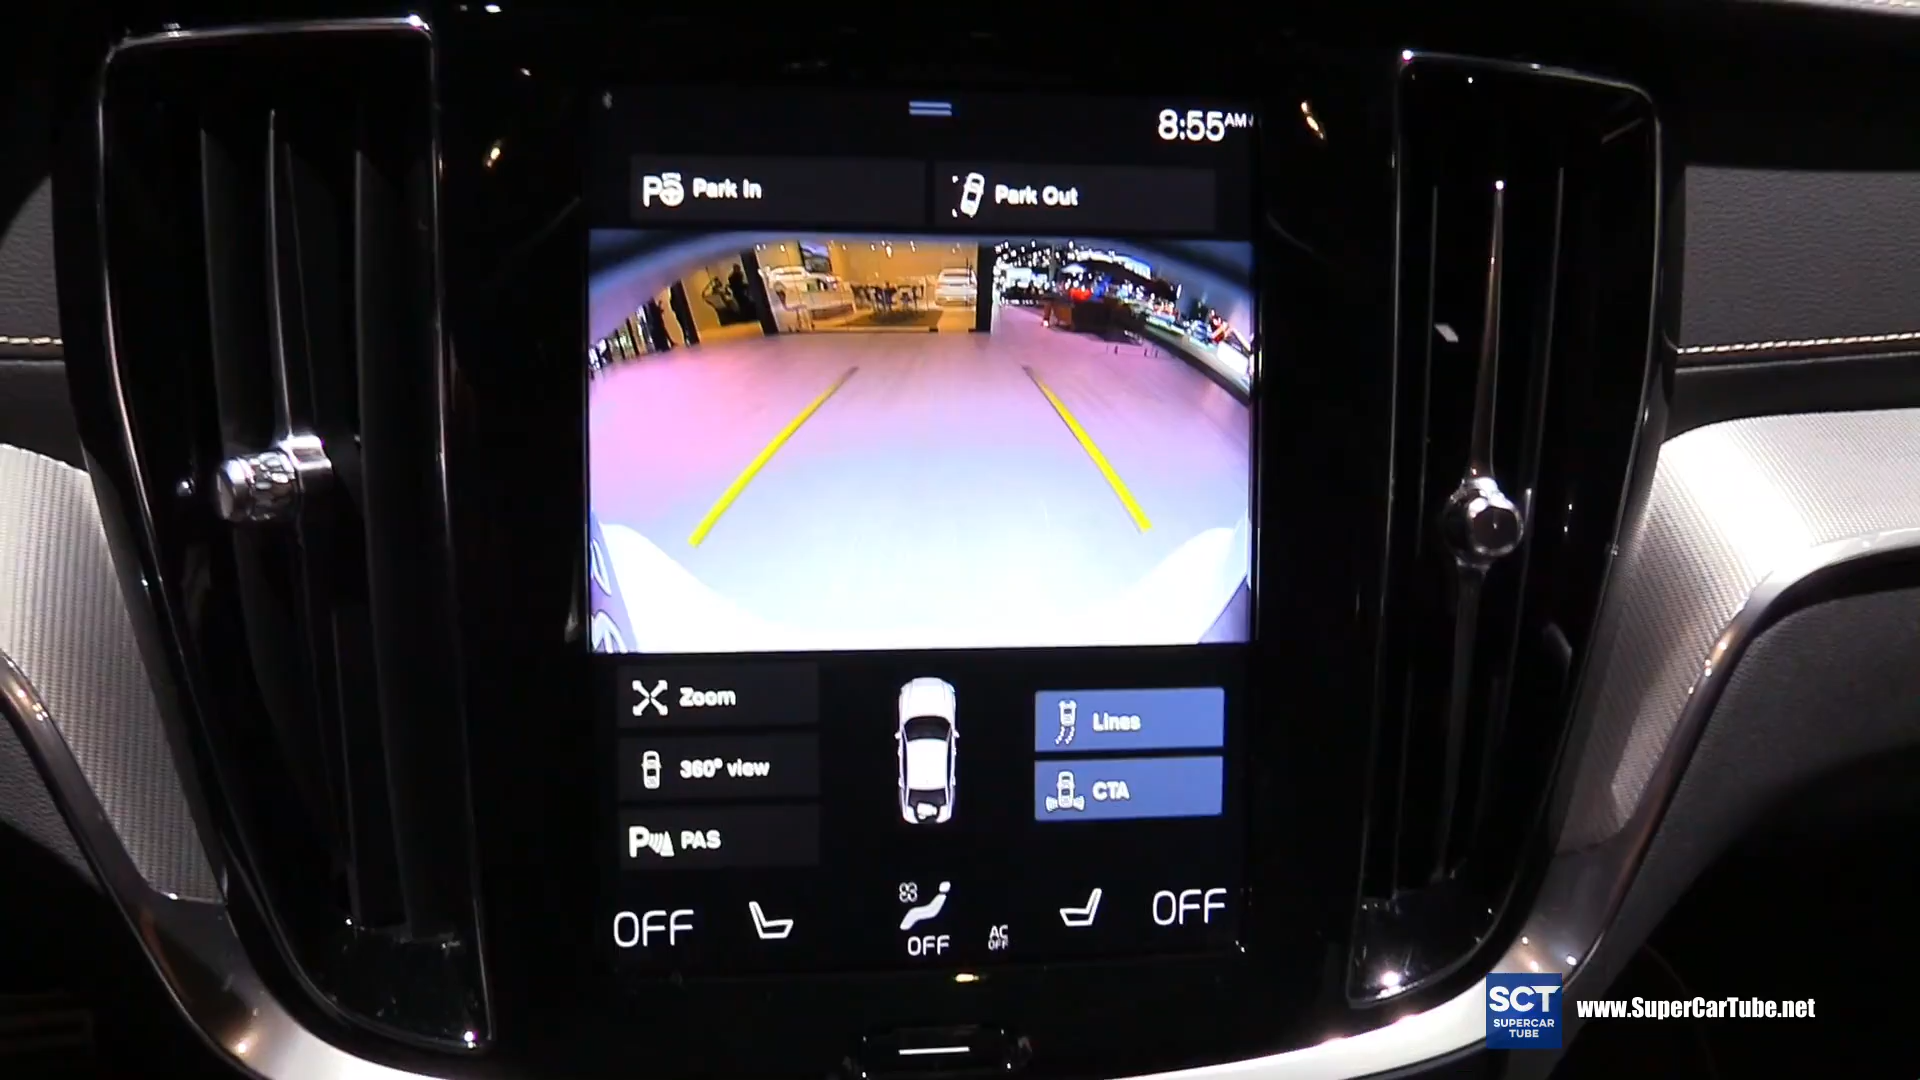 8:55AM
Park In
Park Out
Zoom
360° view
PAS
Lines
CTA
OFF
OFF
AC
OFF
OFF
SCT
SUPERCAR
TUBE
www.SuperCarTube.net